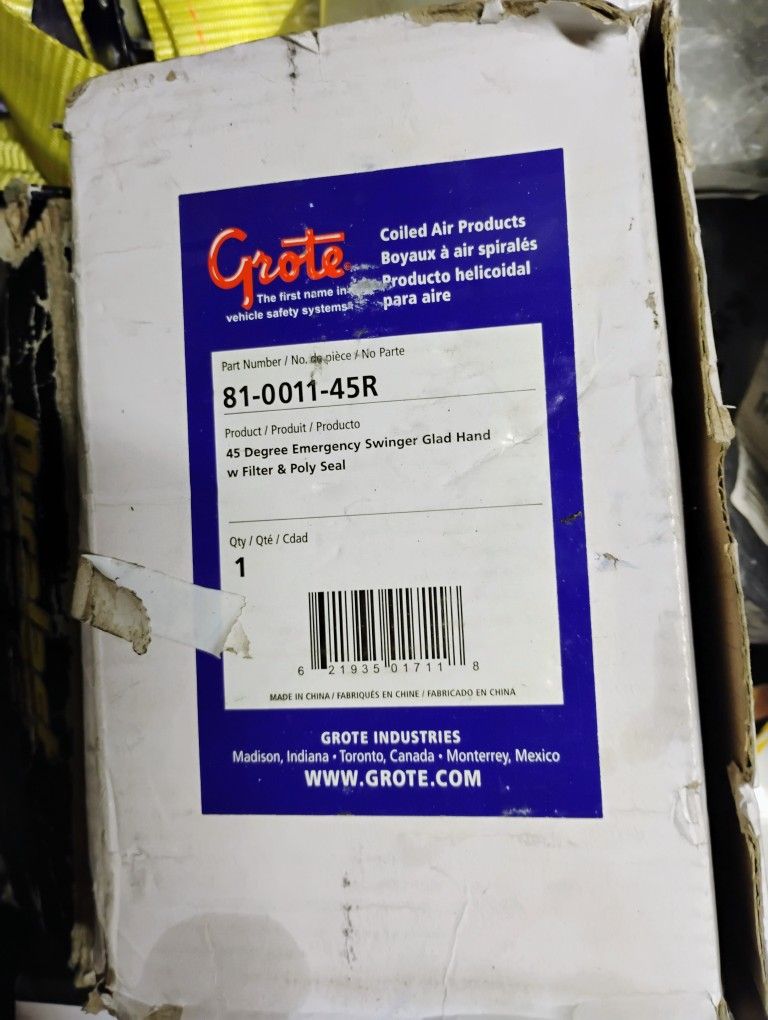 Grote
The first name in
vehicle safety systems
Coiled Air Products
Boyaux à air spiralés
Producto helicoidal
para aire
Part Number / No. de pièce / No Parte
81-0011-45R
Product / Produit / Producto
45 Degree Emergency Swinger Glad Hand
w Filter & Poly Seal
Qty / Qté / Cdad
1
6 21935 01711 8
MADE IN CHINA / FABRIQUÉS EN CHINE / FABRICADO EN CHINA
GROTE INDUSTRIES
Madison, Indiana • Toronto, Canada • Monterrey, Mexico
WWW.GROTE.COM